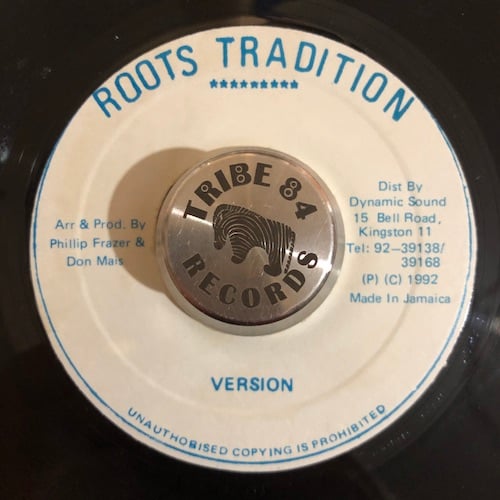 ROOTS TRADITION
**********
TRIBE 84
RECORDS
Arr & Prod. By
Phillip Frazer &
Don Mais
Dist By
Dynamic Sound
15 Bell Road,
Kingston 11
Tel: 92-39138/
39168
(P) (C) 1992
Made In Jamaica
VERSION
UNAUTHORISED COPYING IS PROHIBITED